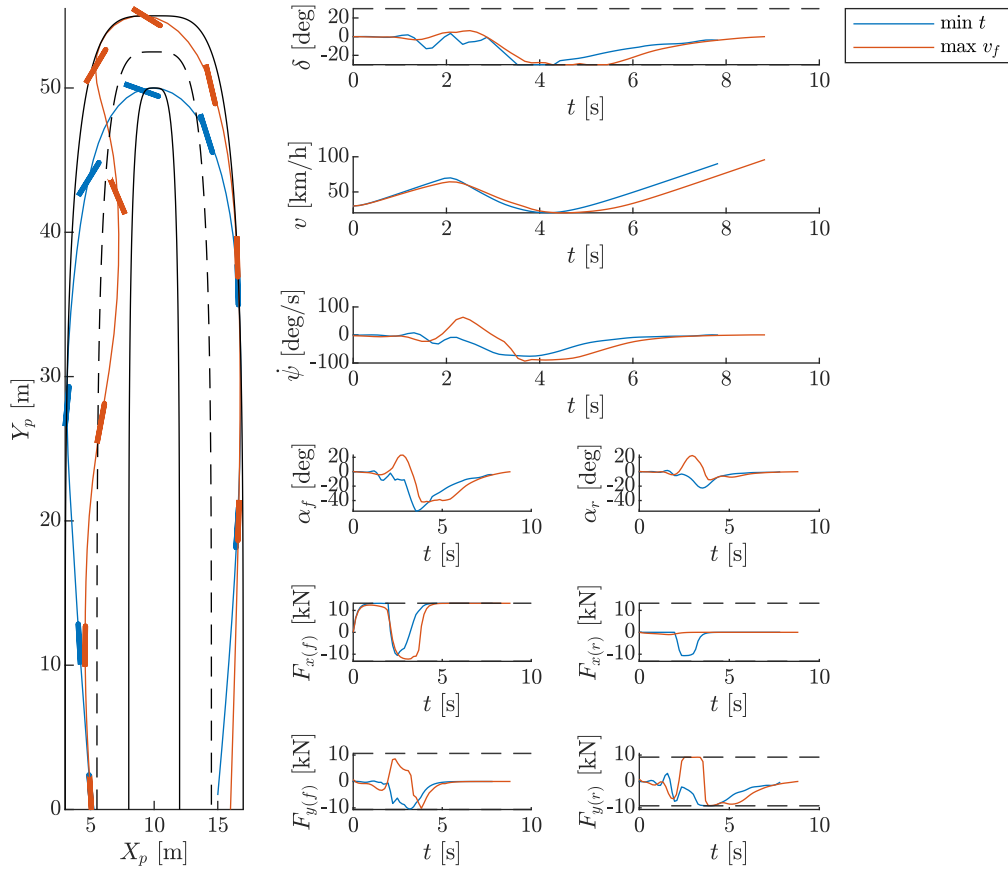 min t
max v_f
Y_p [m]
50
40
30
20
10
0
5 10 15
X_p [m]
δ [deg]
20
0
-20
0 2 4 6 8 10
t [s]
v [km/h]
100
50
0 2 4 6 8 10
t [s]
ψ̇ [deg/s]
100
0
-100
0 2 4 6 8 10
t [s]
α_f [deg]
20
0
-20
-40
0 5 10
t [s]
α_r [deg]
20
0
-20
-40
0 5 10
t [s]
F_x(f) [kN]
10
0
-10
0 5 10
t [s]
F_x(r) [kN]
10
0
-10
0 5 10
t [s]
F_y(f) [kN]
10
0
-10
0 5 10
t [s]
F_y(r) [kN]
10
0
-10
0 5 10
t [s]